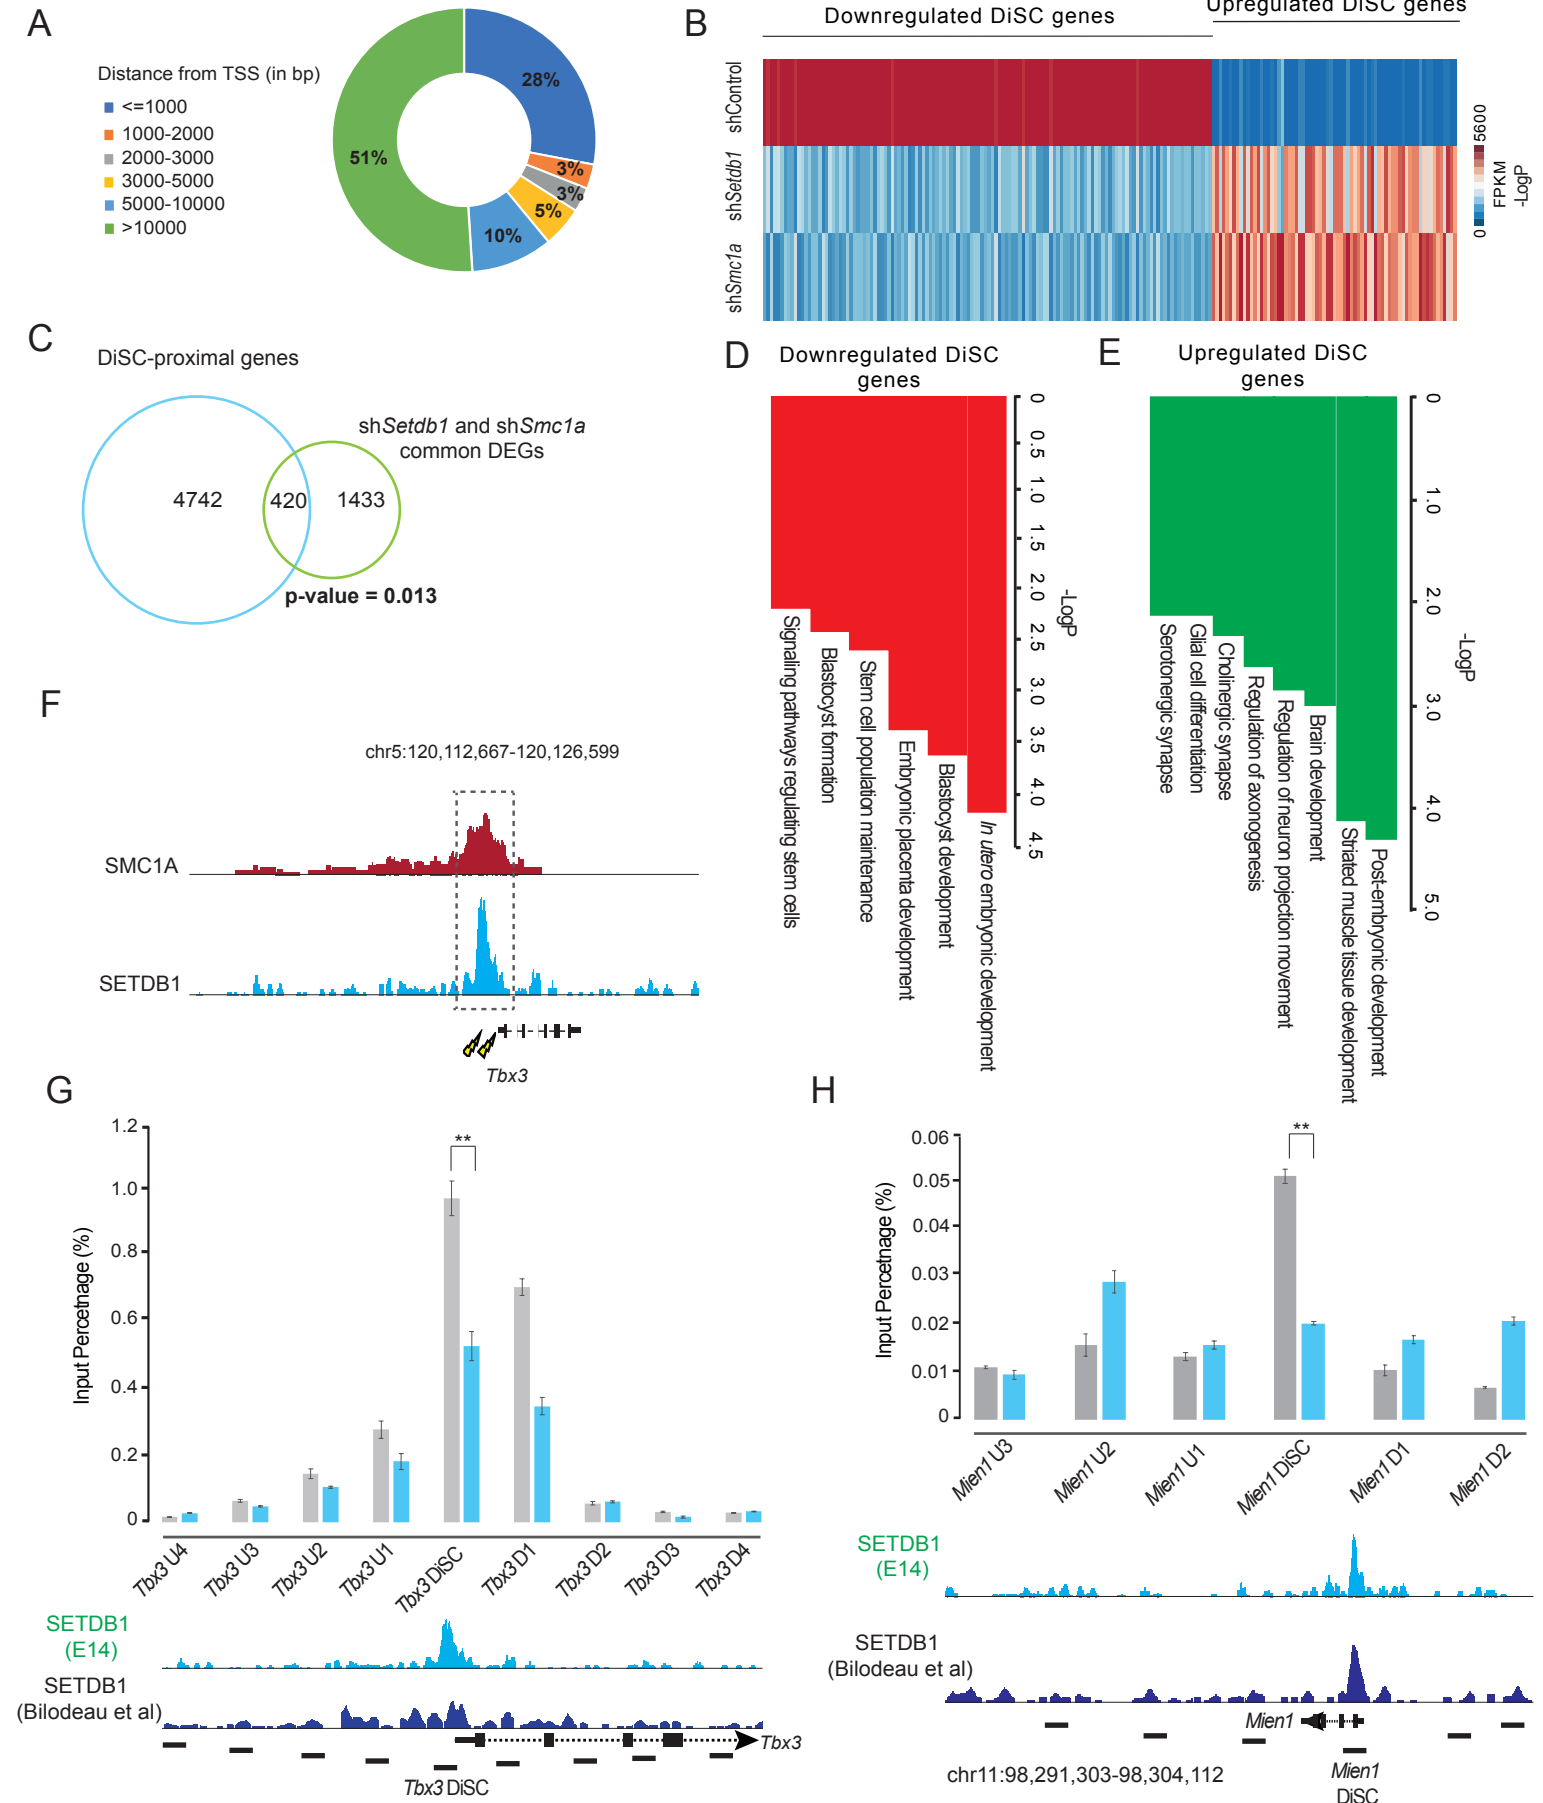 A
Distance from TSS (in bp)
<=1000
1000-2000
2000-3000
3000-5000
5000-10000
>10000
28%
3%
3%
5%
10%
51%
B
Downregulated DiSC genes
Upregulated DiSC genes
shControl
shSetdb1
shSmc1a
5600
0
FPKM
-LogP
C
DiSC-proximal genes
shSetdb1 and shSmc1a
common DEGs
4742
420
1433
p-value = 0.013
D
Downregulated DiSC
genes
0
0.5
1.0
1.5
2.0
2.5
3.0
3.5
4.0
4.5
-LogP
Signaling pathways regulating stem cells
Blastocyst formation
Stem cell population maintenance
Embryonic placenta development
Blastocyst development
In utero embryonic development
E
Upregulated DiSC
genes
0
1.0
2.0
3.0
4.0
5.0
-LogP
Serotonergic synapse
Glial cell differentiation
Cholinergic synapse
Regulation of axonogenesis
Regulation of neuron projection movement
Brain development
Striated muscle tissue development
Post-embryonic development
F
chr5:120,112,667-120,126,599
SMC1A
SETDB1
Tbx3
G
1.2
1.0
0.8
0.6
0.4
0.2
0
Input Percetnage (%)
**
Tbx3 U4
Tbx3 U3
Tbx3 U2
Tbx3 U1
Tbx3 DiSC
Tbx3 D1
Tbx3 D2
Tbx3 D3
Tbx3 D4
SETDB1
(E14)
SETDB1
(Bilodeau et al)
Tbx3
Tbx3 DiSC
H
0.06
0.05
0.04
0.03
0.02
0.01
0
Input Percetnage (%)
**
Mien1 U3
Mien1 U2
Mien1 U1
Mien1 DiSC
Mien1 D1
Mien1 D2
SETDB1
(E14)
SETDB1
(Bilodeau et al)
Mien1
chr11:98,291,303-98,304,112
Mien1
DiSC